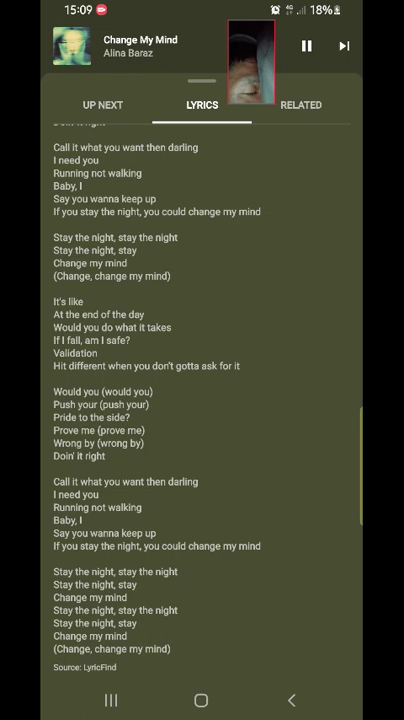 15:09
18%
Change My Mind
Alina Baraz
UP NEXT
LYRICS
RELATED
Doin' it right
Call it what you want then darling
I need you
Running not walking
Baby, I
Say you wanna keep up
If you stay the night, you could change my mind
Stay the night, stay the night
Stay the night, stay
Change my mind
(Change, change my mind)
It's like
At the end of the day
Would you do what it takes
If I fall, am I safe?
Validation
Hit different when you don't gotta ask for it
Would you (would you)
Push your (push your)
Pride to the side?
Prove me (prove me)
Wrong by (wrong by)
Doin' it right
Call it what you want then darling
I need you
Running not walking
Baby, I
Say you wanna keep up
If you stay the night, you could change my mind
Stay the night, stay the night
Stay the night, stay
Change my mind
Stay the night, stay the night
Stay the night, stay
Change my mind
(Change, change my mind)
Source: LyricFind